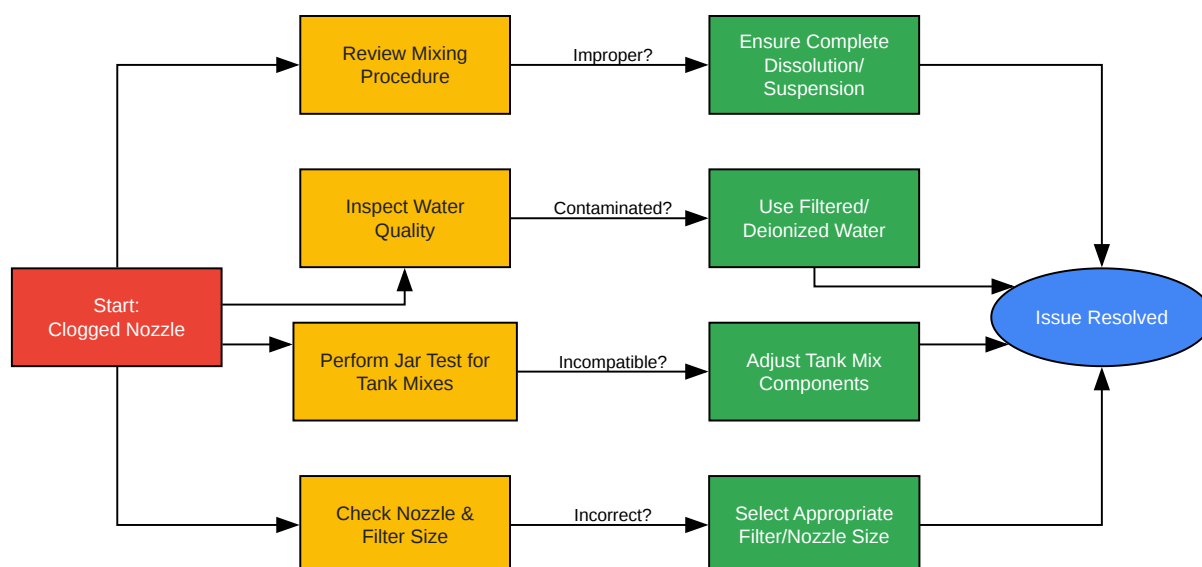 Review Mixing
Procedure
Improper?
Ensure Complete
Dissolution/
Suspension
Inspect Water
Quality
Contaminated?
Use Filtered/
Deionized Water
Start:
Clogged Nozzle
Issue Resolved
Perform Jar Test for
Tank Mixes
Incompatible?
Adjust Tank Mix
Components
Check Nozzle &
Filter Size
Incorrect?
Select Appropriate
Filter/Nozzle Size